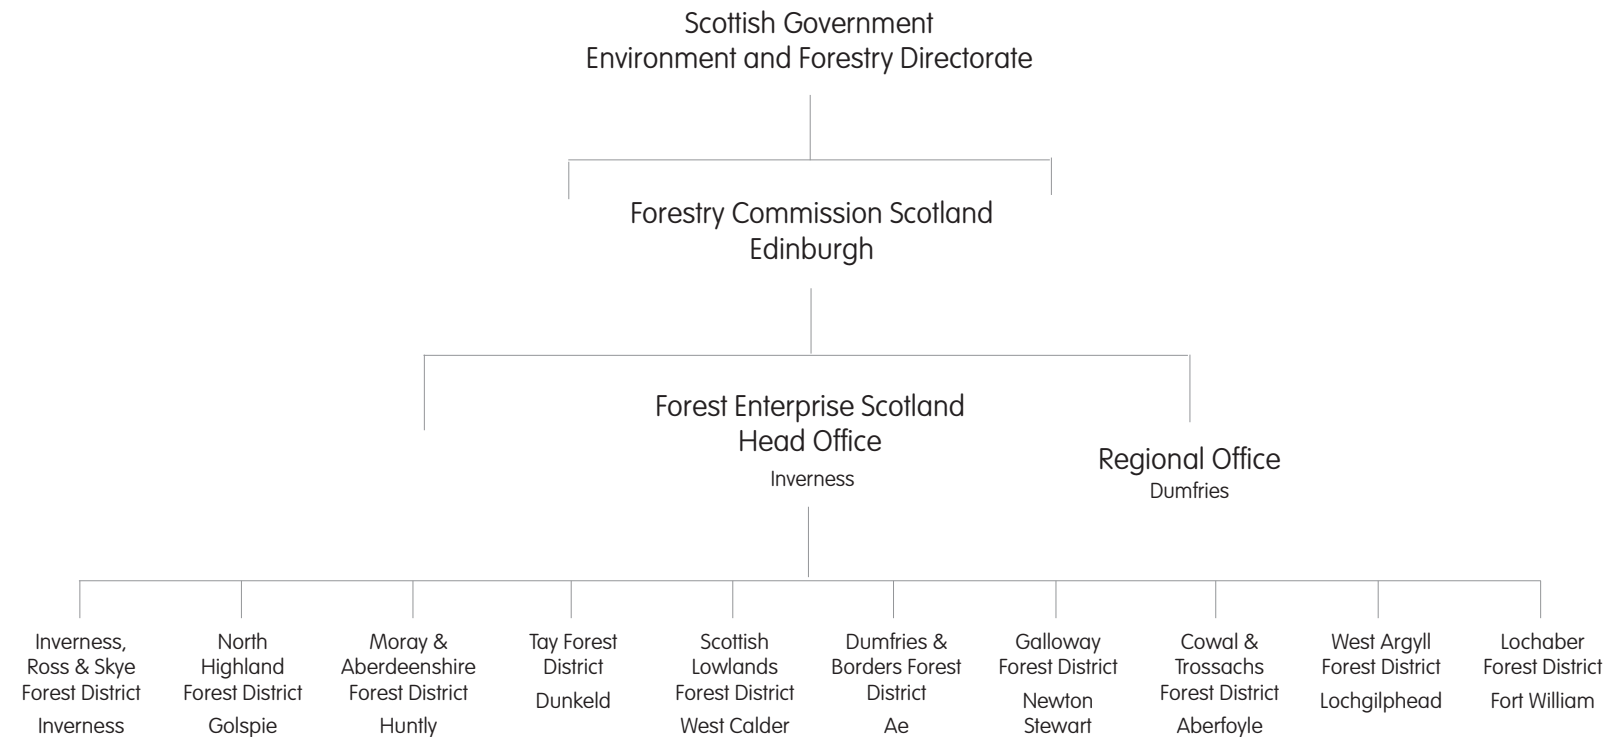 Scottish Government
Environment and Forestry Directorate
Forestry Commission Scotland
Edinburgh
Forest Enterprise Scotland
Head Office
Inverness
Regional Office
Dumfries
Inverness,
Ross & Skye
Forest District
Inverness
North
Highland
Forest District
Golspie
Moray &
Aberdeenshire
Forest District
Huntly
Tay Forest
District
Dunkeld
Scottish
Lowlands
Forest District
West Calder
Dumfries &
Borders Forest
District
Ae
Galloway
Forest District
Newton
Stewart
Cowal &
Trossachs
Forest District
Aberfoyle
West Argyll
Forest District
Lochgilphead
Lochaber
Forest District
Fort William